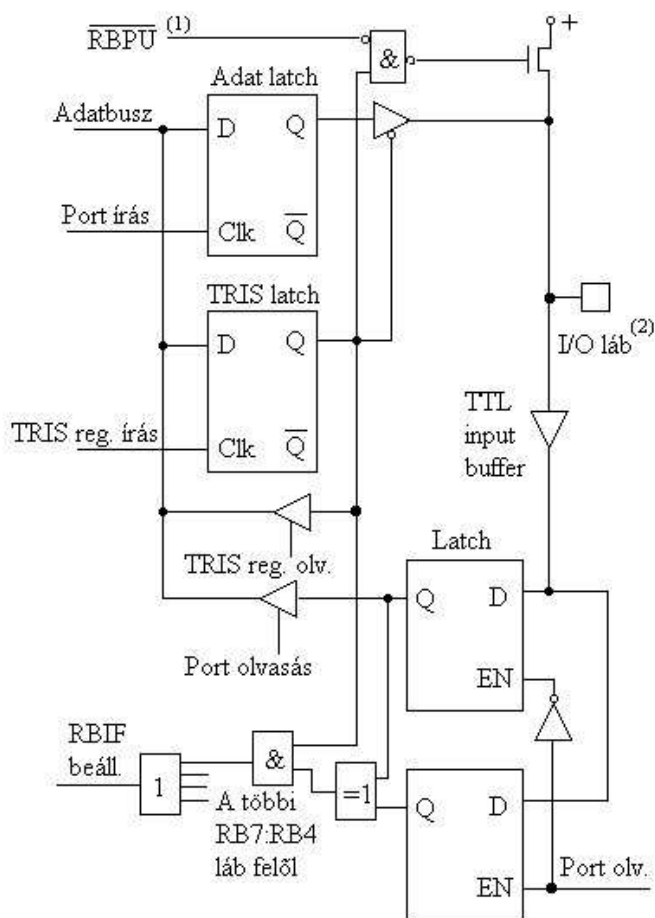 RBPU (1)
&
+
Adat latch
Adatbusz
D Q
Port írás
Clk Q
TRIS latch
D Q
I/O láb (2)
TRIS reg. írás
Clk Q
TTL
input
buffer
TRIS reg. olv.
Latch
Q D
Port olvasás
EN
RBIF
beáll.
&
1
=1
A többi
RB7:RB4
láb felől
Q D
EN
Port olv.